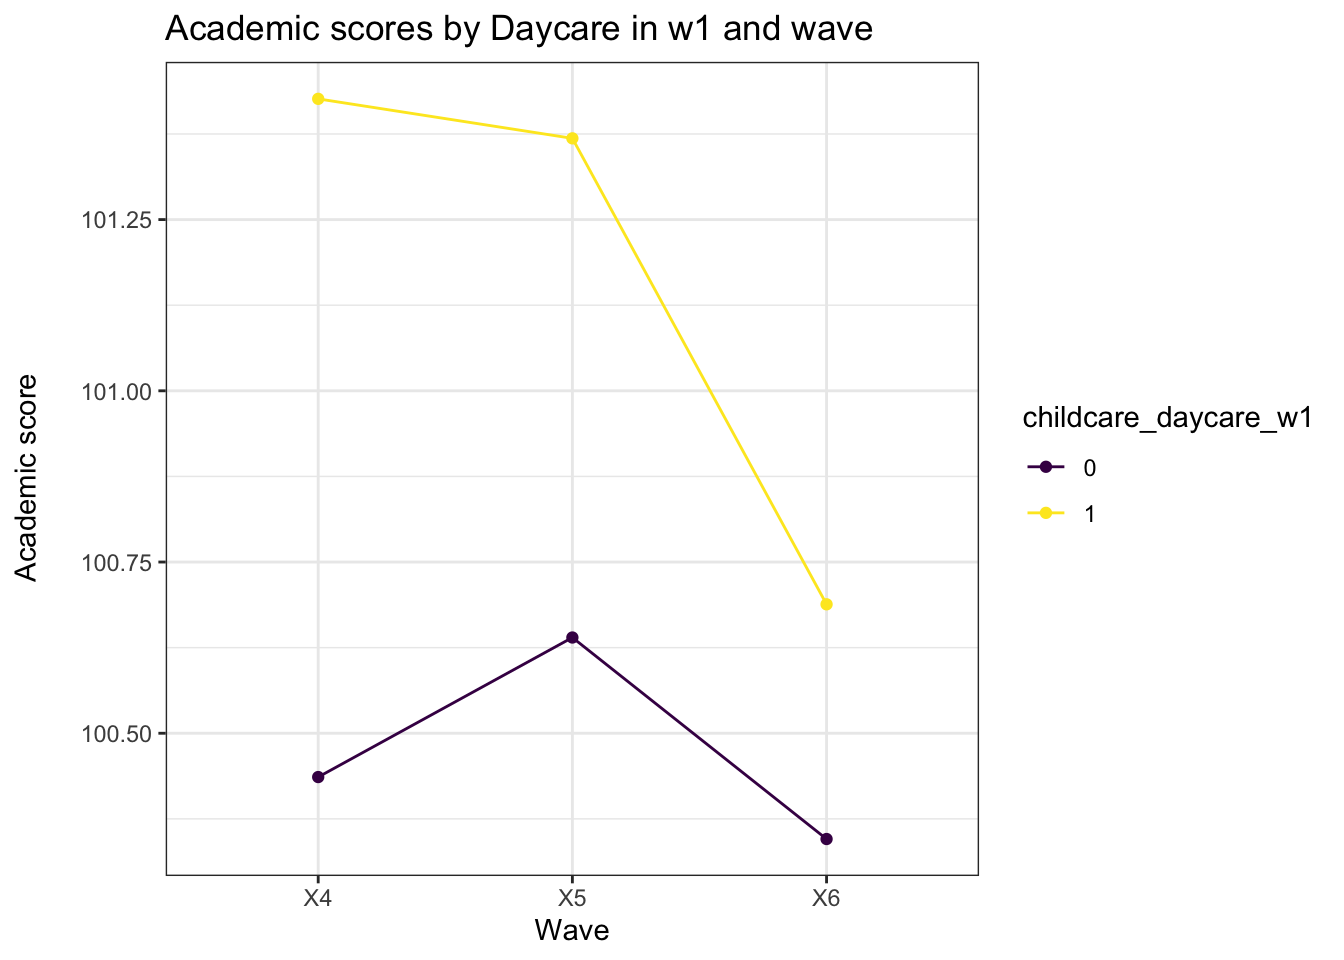 Academic scores by Daycare in w1 and wave
Academic score
101.25
101.00
100.75
100.50
X4 X5 X6
Wave
childcare_daycare_w1
0
1